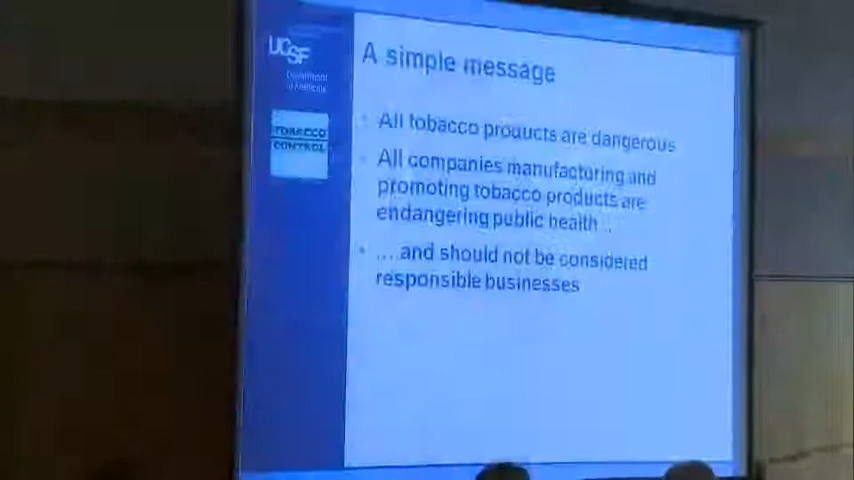 UCSF
Department
of Medicine
TOBACCO
CONTROL
A simple message
All tobacco products are dangerous
All companies manufacturing and
promoting tobacco products are
endangering public health…
• …and should not be considered
responsible businesses